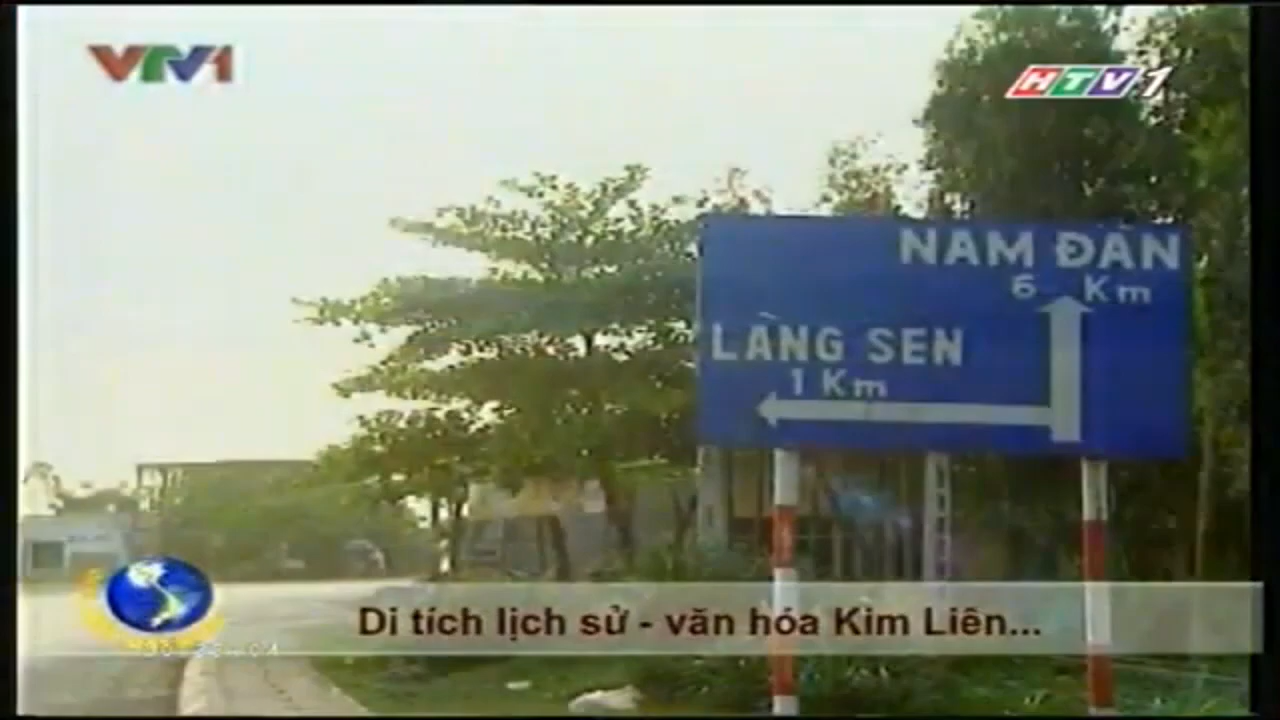 VTV1
HTV1
NAM ĐÀN
6 Km
LÀNG SEN
1 Km
Di tích lịch sử - văn hóa Kim Liên...